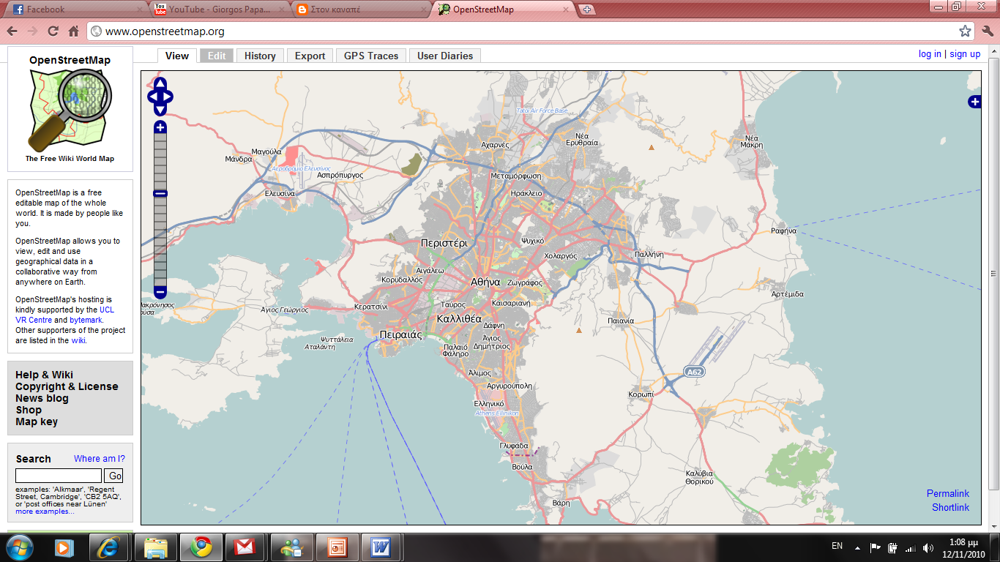 Facebook
YouTube - Giorgos Papa...
Στον καναπέ
OpenStreetMap
www.openstreetmap.org
OpenStreetMap
The Free Wiki World Map
View
Edit
History
Export
GPS Traces
User Diaries
log in | sign up
OpenStreetMap is a free
editable map of the whole
world. It is made by people like
you.
OpenStreetMap allows you to
view, edit and use
geographical data in a
collaborative way from
anywhere on Earth.
OpenStreetMap's hosting is
kindly supported by the UCL
VR Centre and bytemark.
Other supporters of the project
are listed in the wiki.
Help & Wiki
Copyright & License
News blog
Shop
Map key
Search
Where am I?
Go
examples: 'Alkmaar', 'Regent
Street, Cambridge', 'CB2 5AQ',
or 'post offices near Lünen'
more examples...
Tatoi Air Force Base
Αχαρνές
Νέα
Ερυθραία
Νέα
Μάκρη
Μαγούλα
Μάνδρα
Αεροδρόμιο Ελευσίνος
Ασπρόπυργος
Μεταμόρφωση
Ελευσίνα
Ηράκλειο
Ραφήνα
Περιστέρι
Ψυχικό
Χολαργός
Παλλήνη
Αιγάλεω
Κορυδαλλός
Αθήνα
Ζωγράφος
Αρτέμιδα
ακρόνησος
ουσα
Άγιος Γεώργιος
Κερατσίνι
Ταύρος
Καισαριανή
Καλλιθέα
Δάφνη
Παιανία
Πειραιάς
Ψυττάλεια
Αταλάντη
Άγιος
Δημήτριος
Παλαιό
Φάληρο
Άλιμος
A62
Αργυρούπολη
Κορωπί
Ελληνικό
Athens Ellinikon
Γλυφάδα
Βούλα
Καλύβια
Θορικού
Βάρη
Permalink
Shortlink
EN
1:08 μμ
12/11/2010